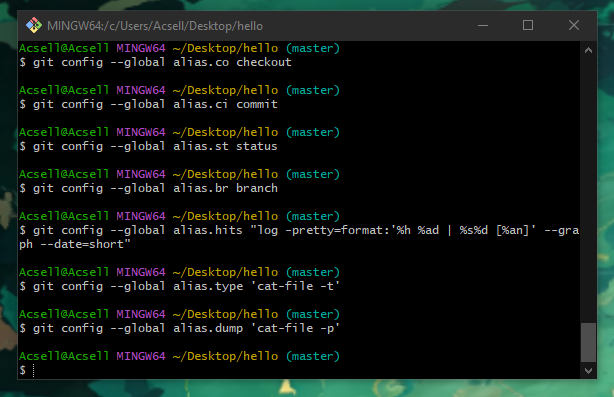 MINGW64:/c/Users/Acsell/Desktop/hello
Acsell@Acsell MINGW64 ~/Desktop/hello (master)
$ git config --global alias.co checkout
Acsell@Acsell MINGW64 ~/Desktop/hello (master)
$ git config --global alias.ci commit
Acsell@Acsell MINGW64 ~/Desktop/hello (master)
$ git config --global alias.st status
Acsell@Acsell MINGW64 ~/Desktop/hello (master)
$ git config --global alias.br branch
Acsell@Acsell MINGW64 ~/Desktop/hello (master)
$ git config --global alias.hits "log -pretty=format:'%h %ad | %s%d [%an]' --gra
ph --date=short"
Acsell@Acsell MINGW64 ~/Desktop/hello (master)
$ git config --global alias.type 'cat-file -t'
Acsell@Acsell MINGW64 ~/Desktop/hello (master)
$ git config --global alias.dump 'cat-file -p'
Acsell@Acsell MINGW64 ~/Desktop/hello (master)
$